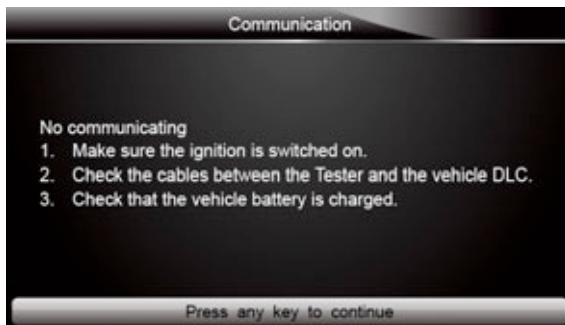 Communication
No communicating
1. Make sure the ignition is switched on.
2. Check the cables between the Tester and the vehicle DLC.
3. Check that the vehicle battery is charged.
Press any key to continue